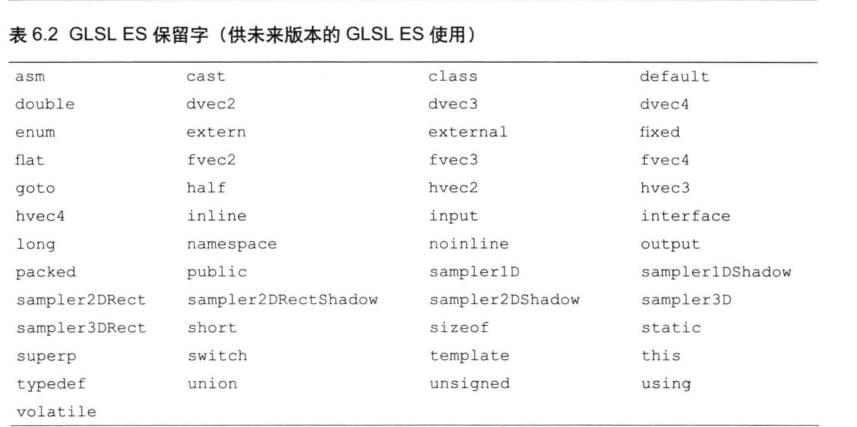 表 6.2 GLSL ES 保留字（供未来版本的 GLSL ES 使用）
asm cast class default
double dvec2 dvec3 dvec4
enum extern external fixed
flat fvec2 fvec3 fvec4
goto half hvec2 hvec3
hvec4 inline input interface
long namespace noinline output
packed public sampler1D sampler1DShadow
sampler2DRect sampler2DRectShadow sampler2DShadow sampler3D
sampler3DRect short sizeof static
superp switch template this
typedef union unsigned using
volatile